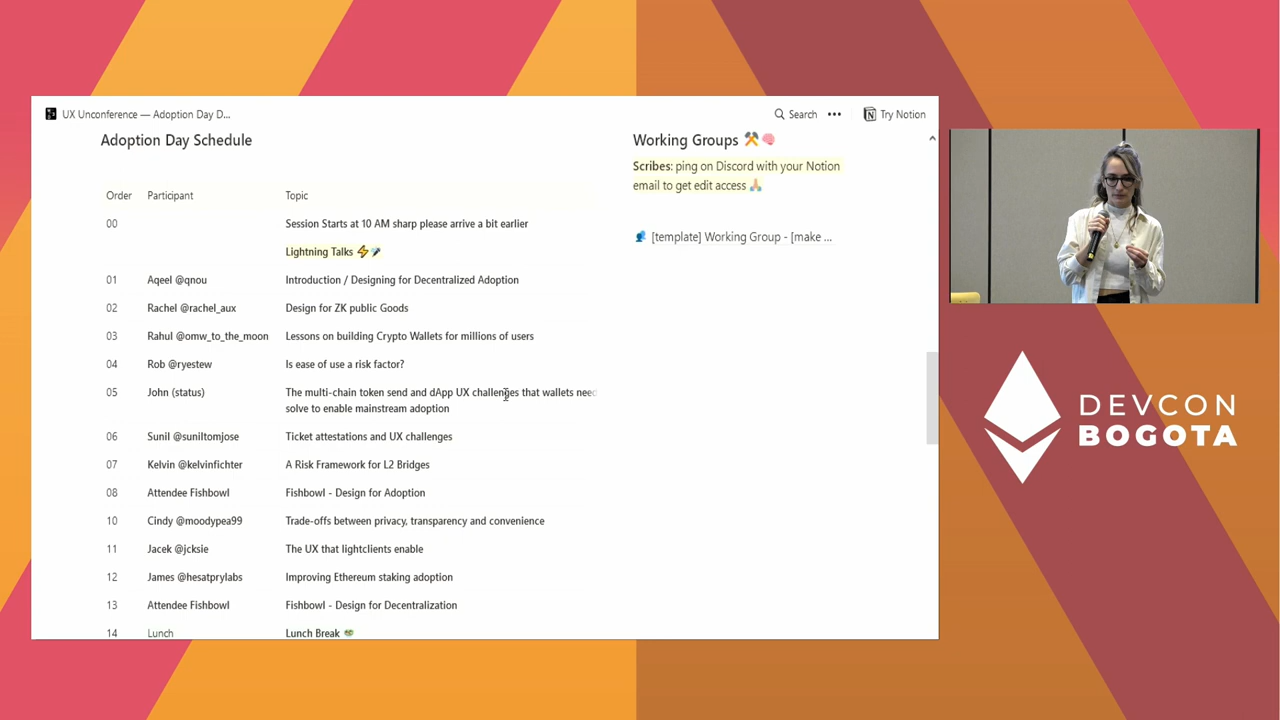 UX Unconference — Adoption Day D...
Search
Try Notion
Adoption Day Schedule
Order Participant Topic
00 Session Starts at 10 AM sharp please arrive a bit earlier
Lightning Talks
01 Aqeel @qnou Introduction / Designing for Decentralized Adoption
02 Rachel @rachel_aux Design for ZK public Goods
03 Rahul @omw_to_the_moon Lessons on building Crypto Wallets for millions of users
04 Rob @ryestew Is ease of use a risk factor?
05 John (status) The multi-chain token send and dApp UX challenges that wallets need
solve to enable mainstream adoption
06 Sunil @suniltomjose Ticket attestations and UX challenges
07 Kelvin @kelvinfichter A Risk Framework for L2 Bridges
08 Attendee Fishbowl Fishbowl - Design for Adoption
10 Cindy @moodypea99 Trade-offs between privacy, transparency and convenience
11 Jacek @jcksie The UX that lightclients enable
12 James @hesatprylabs Improving Ethereum staking adoption
13 Attendee Fishbowl Fishbowl - Design for Decentralization
14 Lunch Lunch Break
Working Groups
Scribes: ping on Discord with your Notion
email to get edit access
[template] Working Group - [make ...
DEVCON
BOGOTA